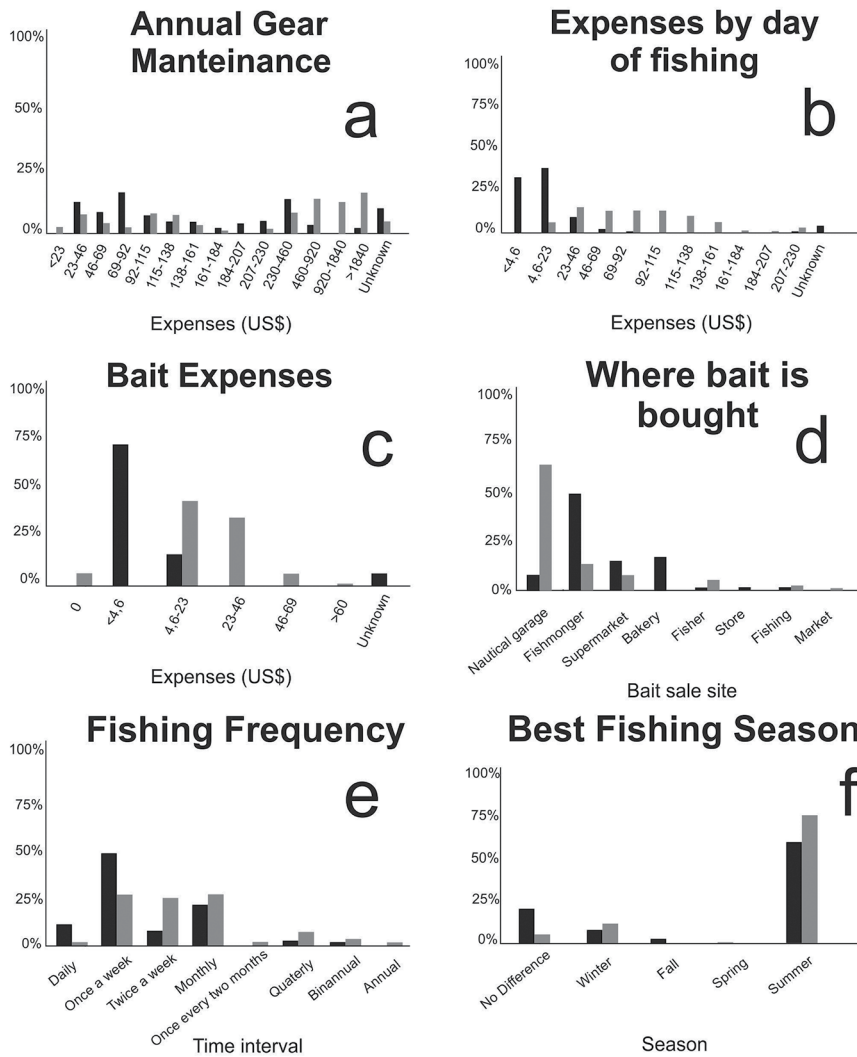 Annual Gear
Manteinance
a
100%
50%
25%
0%
<23
23-46
46-69
69-92
92-115
115-138
138-161
161-184
184-207
207-230
230-460
460-920
920-1840
>1840
Unknown
Expenses (US$)
Expenses by day
of fishing
b
100%
75%
50%
25%
0%
<4,6
4,6-23
23-46
46-69
69-92
92-115
115-138
138-161
161-184
184-207
207-230
Unknown
Expenses (US$)
Bait Expenses
c
100%
75%
50%
25%
0%
0
<4,6
4,6-23
23-46
46-69
>60
Unknown
Expenses (US$)
Where bait is
bought
d
100%
75%
50%
25%
0%
Nautical garage
Fishmonger
Supermarket
Bakery
Fisher
Store
Fishing
Market
Bait sale site
Fishing Frequency
e
100%
50%
25%
0%
Daily
Once a week
Twice a week
Monthly
Once every two months
Quaterly
Binannual
Annual
Time interval
Best Fishing Season
f
100%
75%
50%
25%
0%
No Difference
Winter
Fall
Spring
Summer
Season